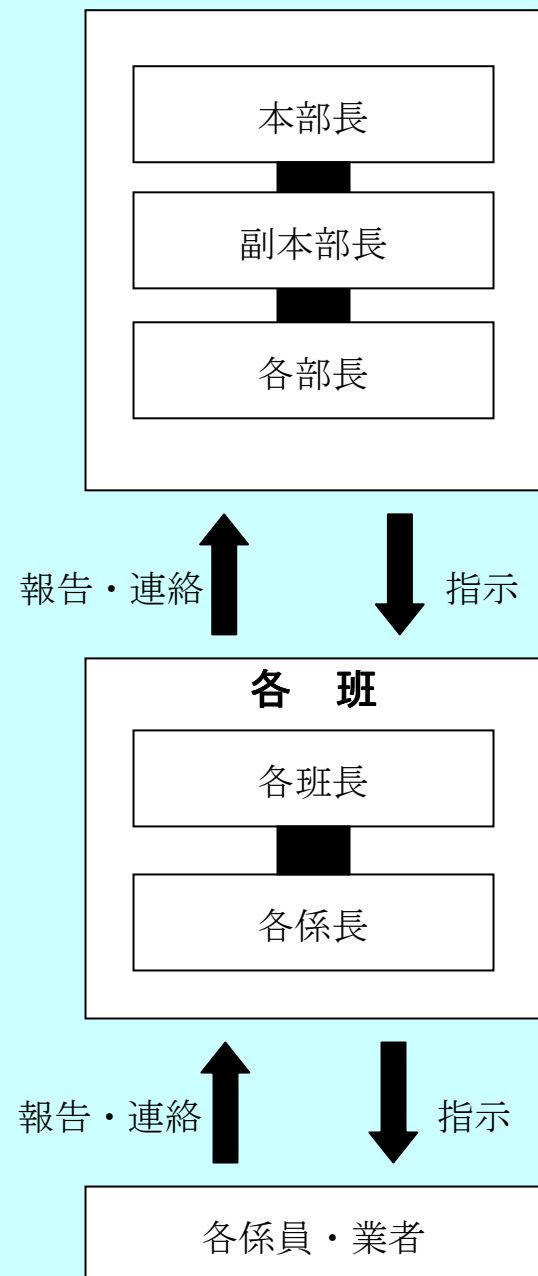 本部長
副本部長
各部長
報告・連絡
指示
各　班
各班長
各係長
報告・連絡
指示
各係員・業者